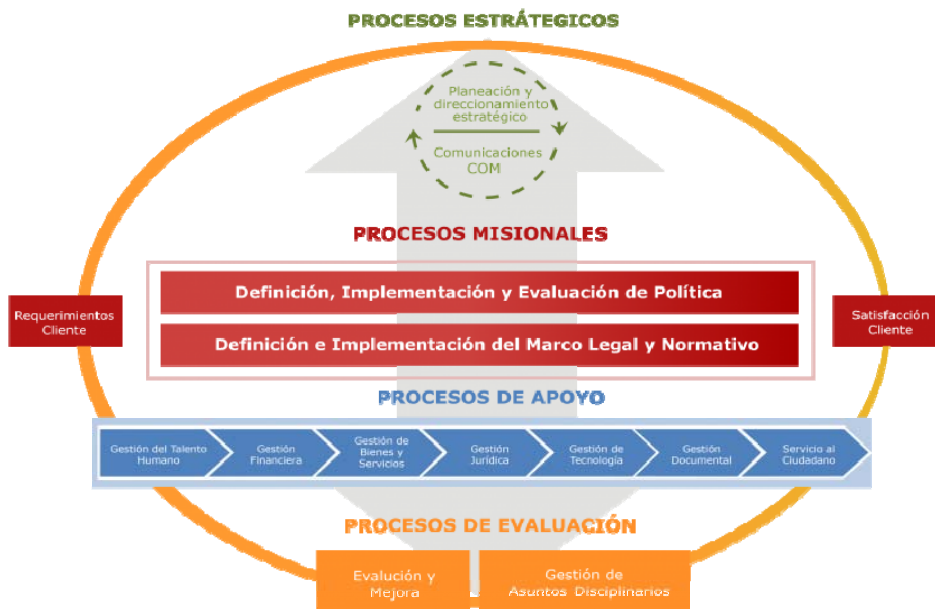 PROCESOS ESTRÁTEGICOS
Planeación y
direccionamiento
estratégico
Comunicaciones
COM
PROCESOS MISIONALES
Definición, Implementación y Evaluación de Política
Definición e Implementación del Marco Legal y Normativo
Requerimientos
Cliente
Satisfacción
Cliente
PROCESOS DE APOYO
Gestión del Talento
Humano
Gestión
Financiera
Gestión de
Bienes y
Servicios
Gestión
Jurídica
Gestión de
Tecnología
Gestión
Documental
Servicio al
Ciudadano
PROCESOS DE EVALUACIÓN
Evalución y
Mejora
Gestión de
Asuntos Disciplinarios